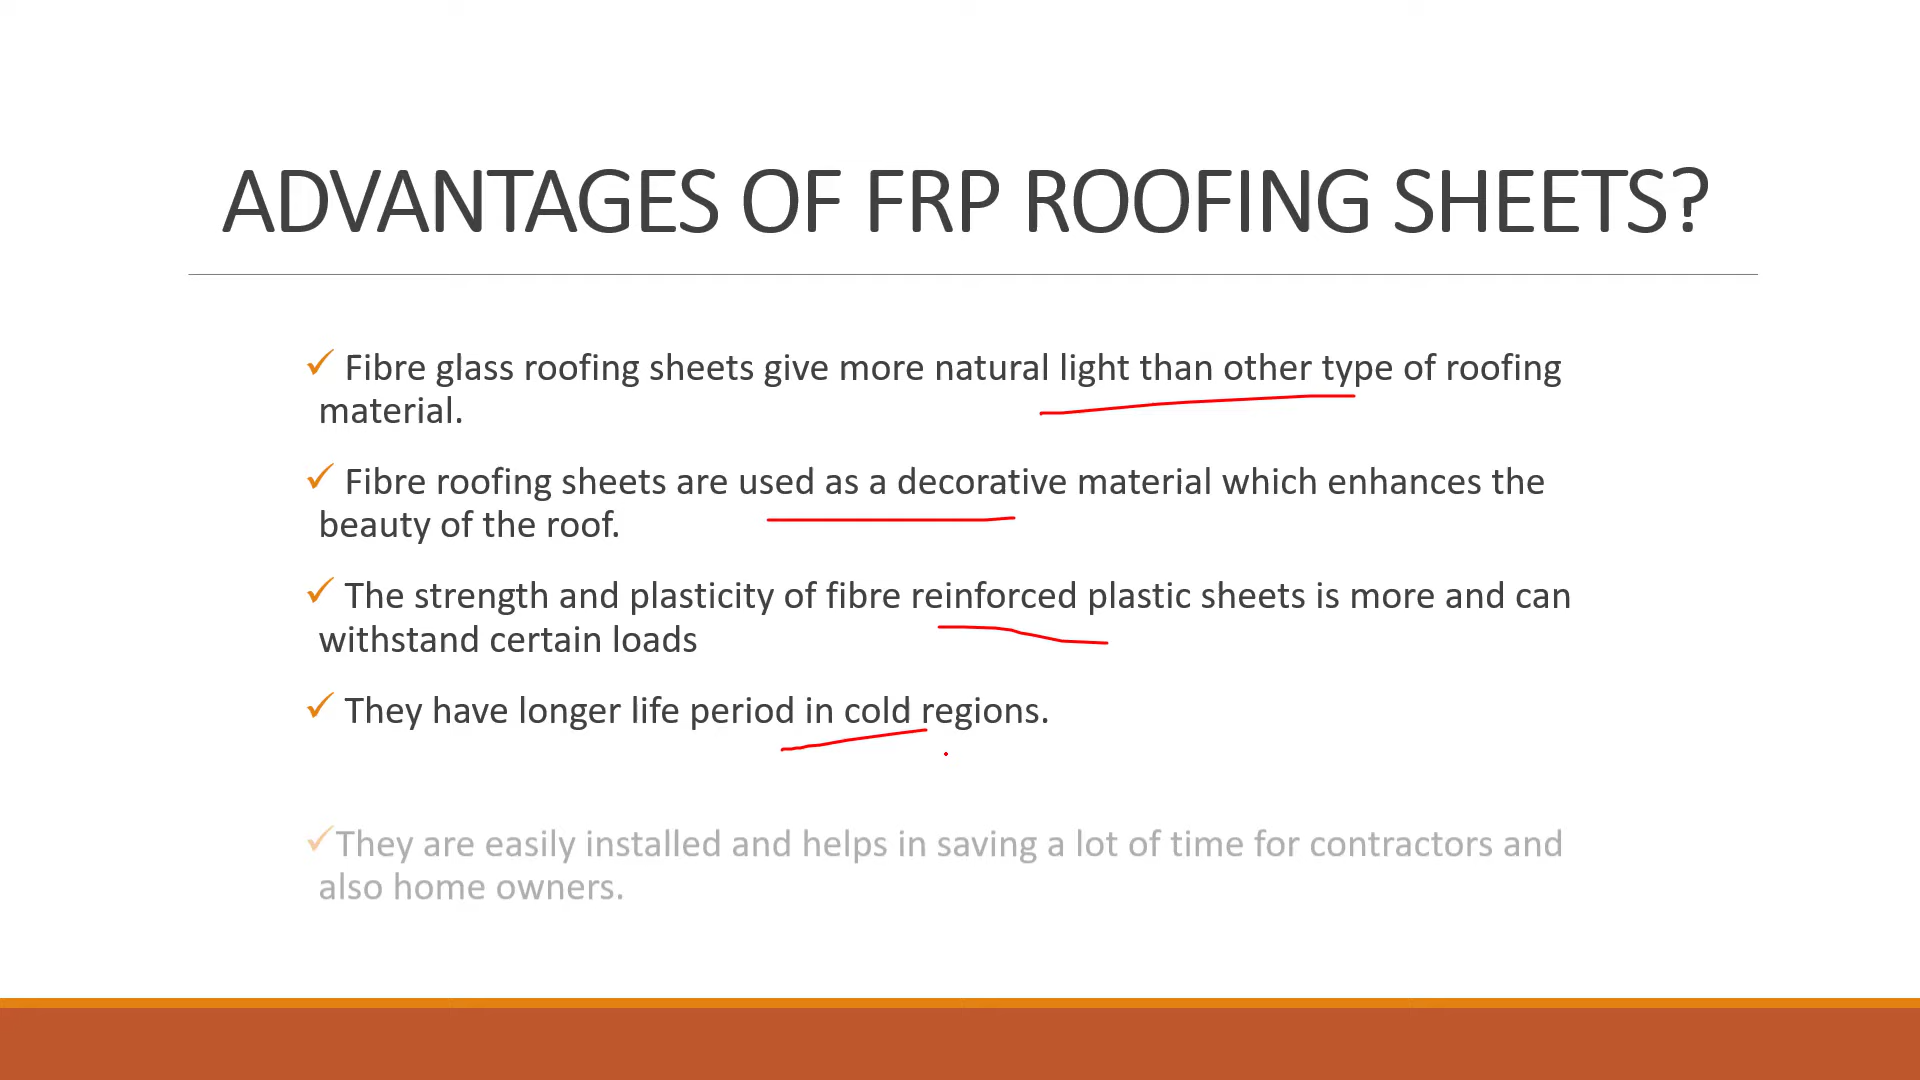 ADVANTAGES OF FRP ROOFING SHEETS?
✓ Fibre glass roofing sheets give more natural light than other type of roofing
material.
✓ Fibre roofing sheets are used as a decorative material which enhances the
beauty of the roof.
✓ The strength and plasticity of fibre reinforced plastic sheets is more and can
withstand certain loads
✓ They have longer life period in cold regions.
✓They are easily installed and helps in saving a lot of time for contractors and
also home owners.